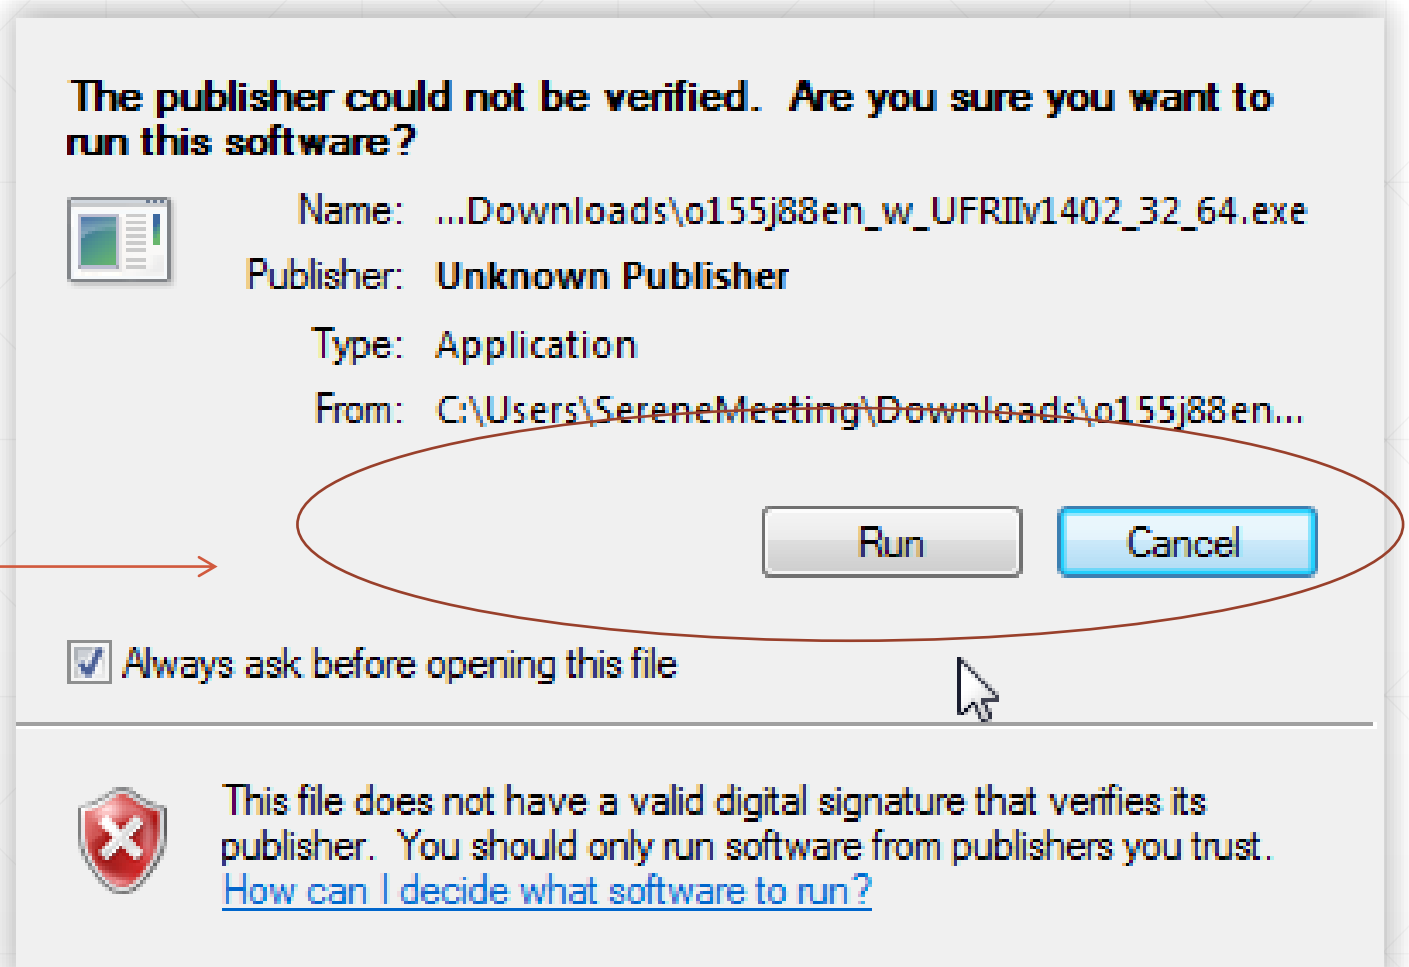 The publisher could not be verified.  Are you sure you want to
run this software?
Name: ...Downloads\o155j88en_w_UFRIIv1402_32_64.exe
Publisher: Unknown Publisher
Type: Application
From: C:\Users\SereneMeeting\Downloads\o155j88en...
Run Cancel
Always ask before opening this file
This file does not have a valid digital signature that verifies its
publisher.  You should only run software from publishers you trust.
How can I decide what software to run?